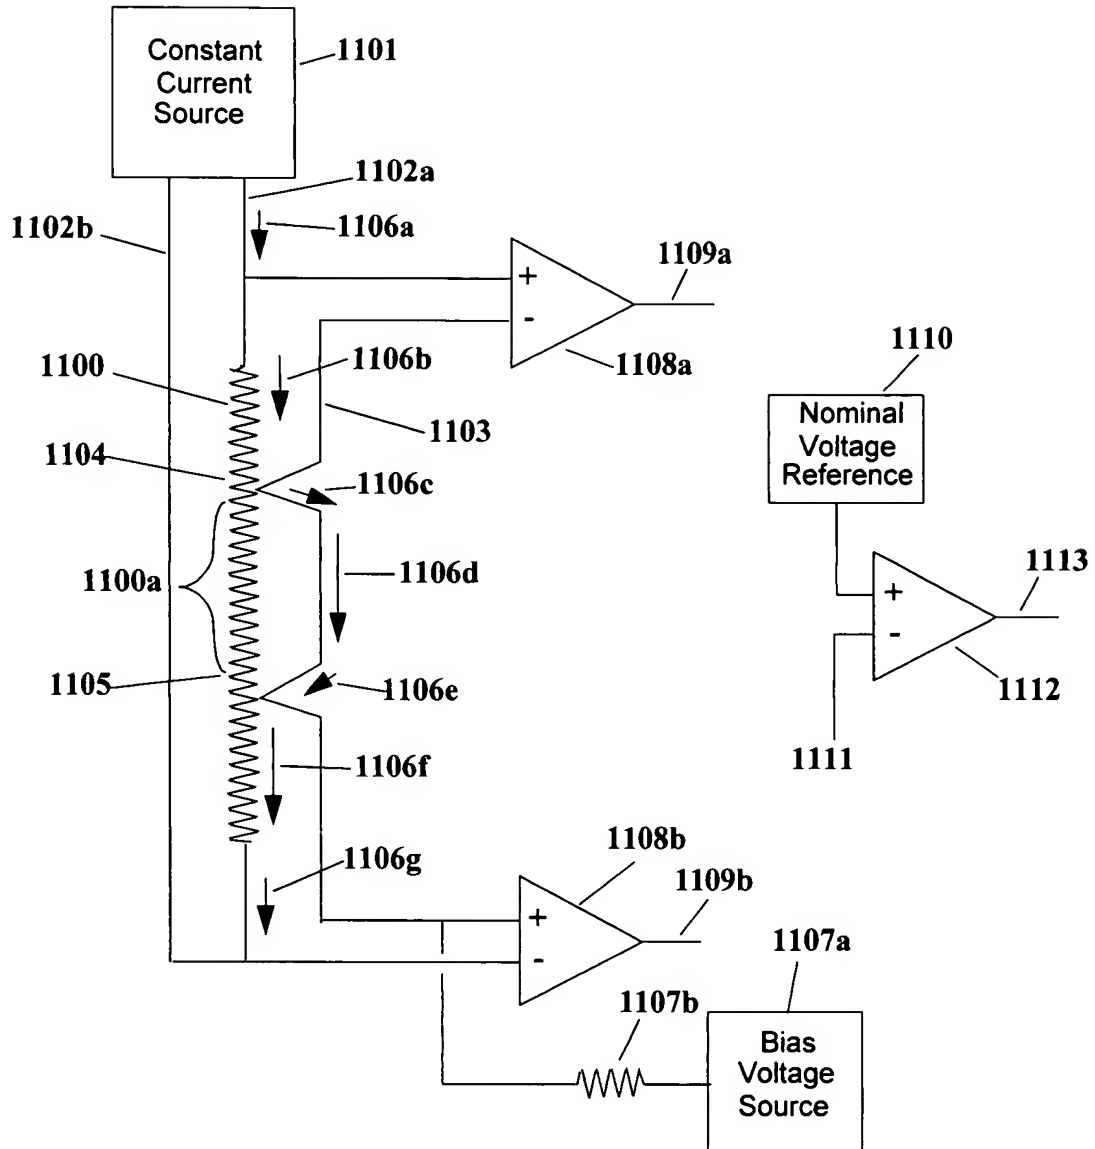 Constant
Current
Source
1101
1102a
1102b
1106a
1109a
+
-
1108a
1110
1100
1106b
1103
Nominal
Voltage
Reference
1104
1106c
1100a
1106d
1113
+
-
1105
1106e
1112
1111
1106f
1108b
1106g
1109b
+
-
1107a
1107b
Bias
Voltage
Source